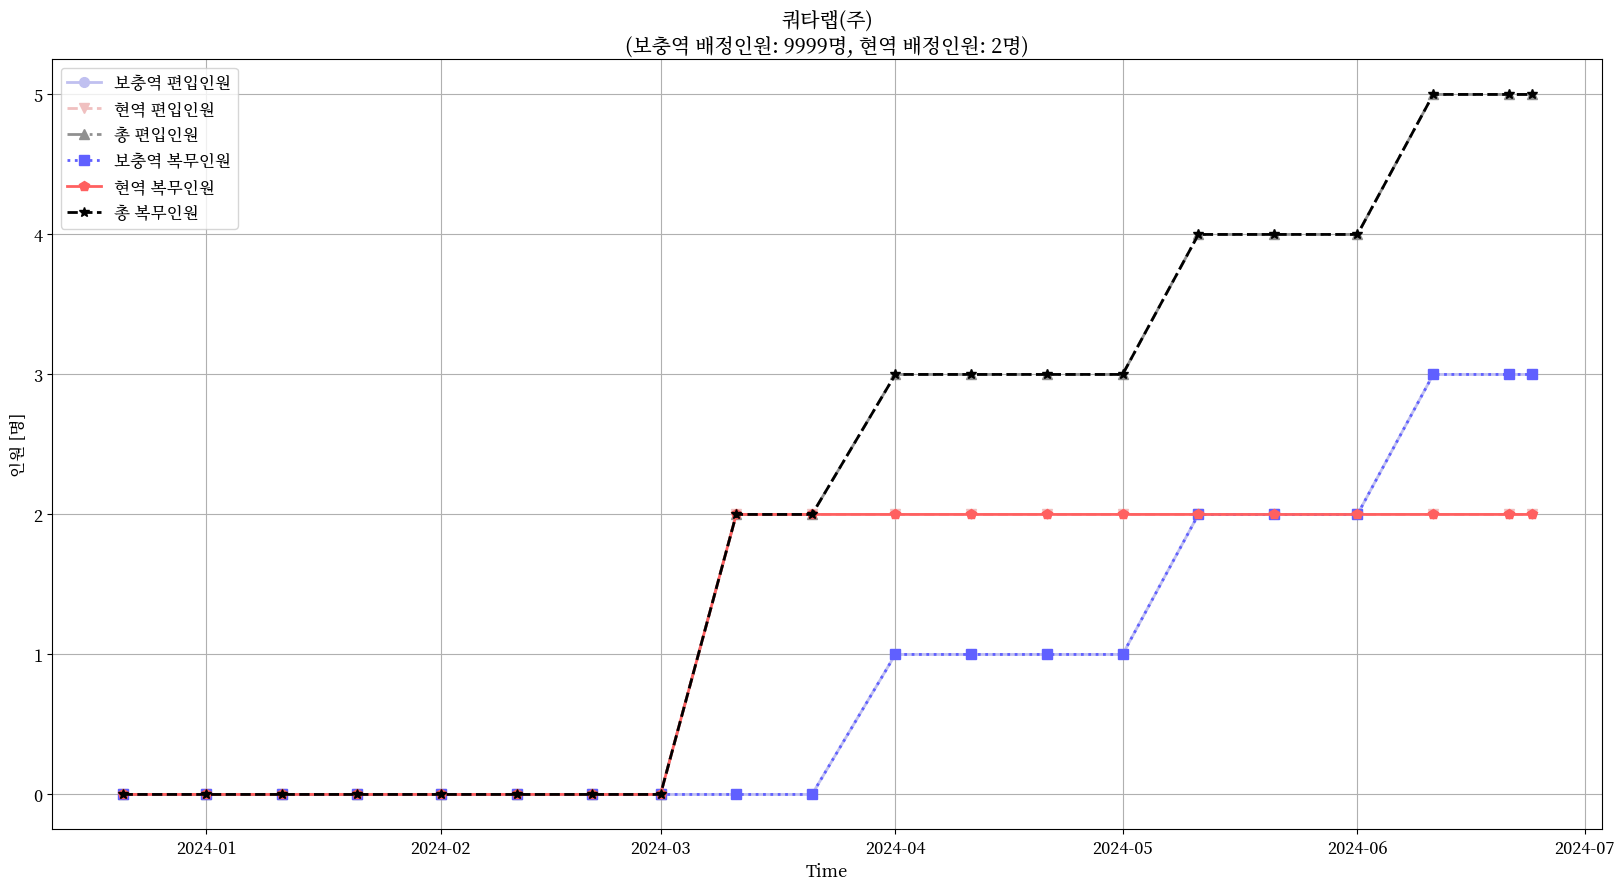 쿼타랩(주)
(보충역 배정인원: 9999명, 현역 배정인원: 2명)
보충역 편입인원
현역 편입인원
총 편입인원
보충역 복무인원
현역 복무인원
총 복무인원
인원 [명]
5
4
3
2
1
0
2024-01
2024-02
2024-03
2024-04
2024-05
2024-06
2024-07
Time